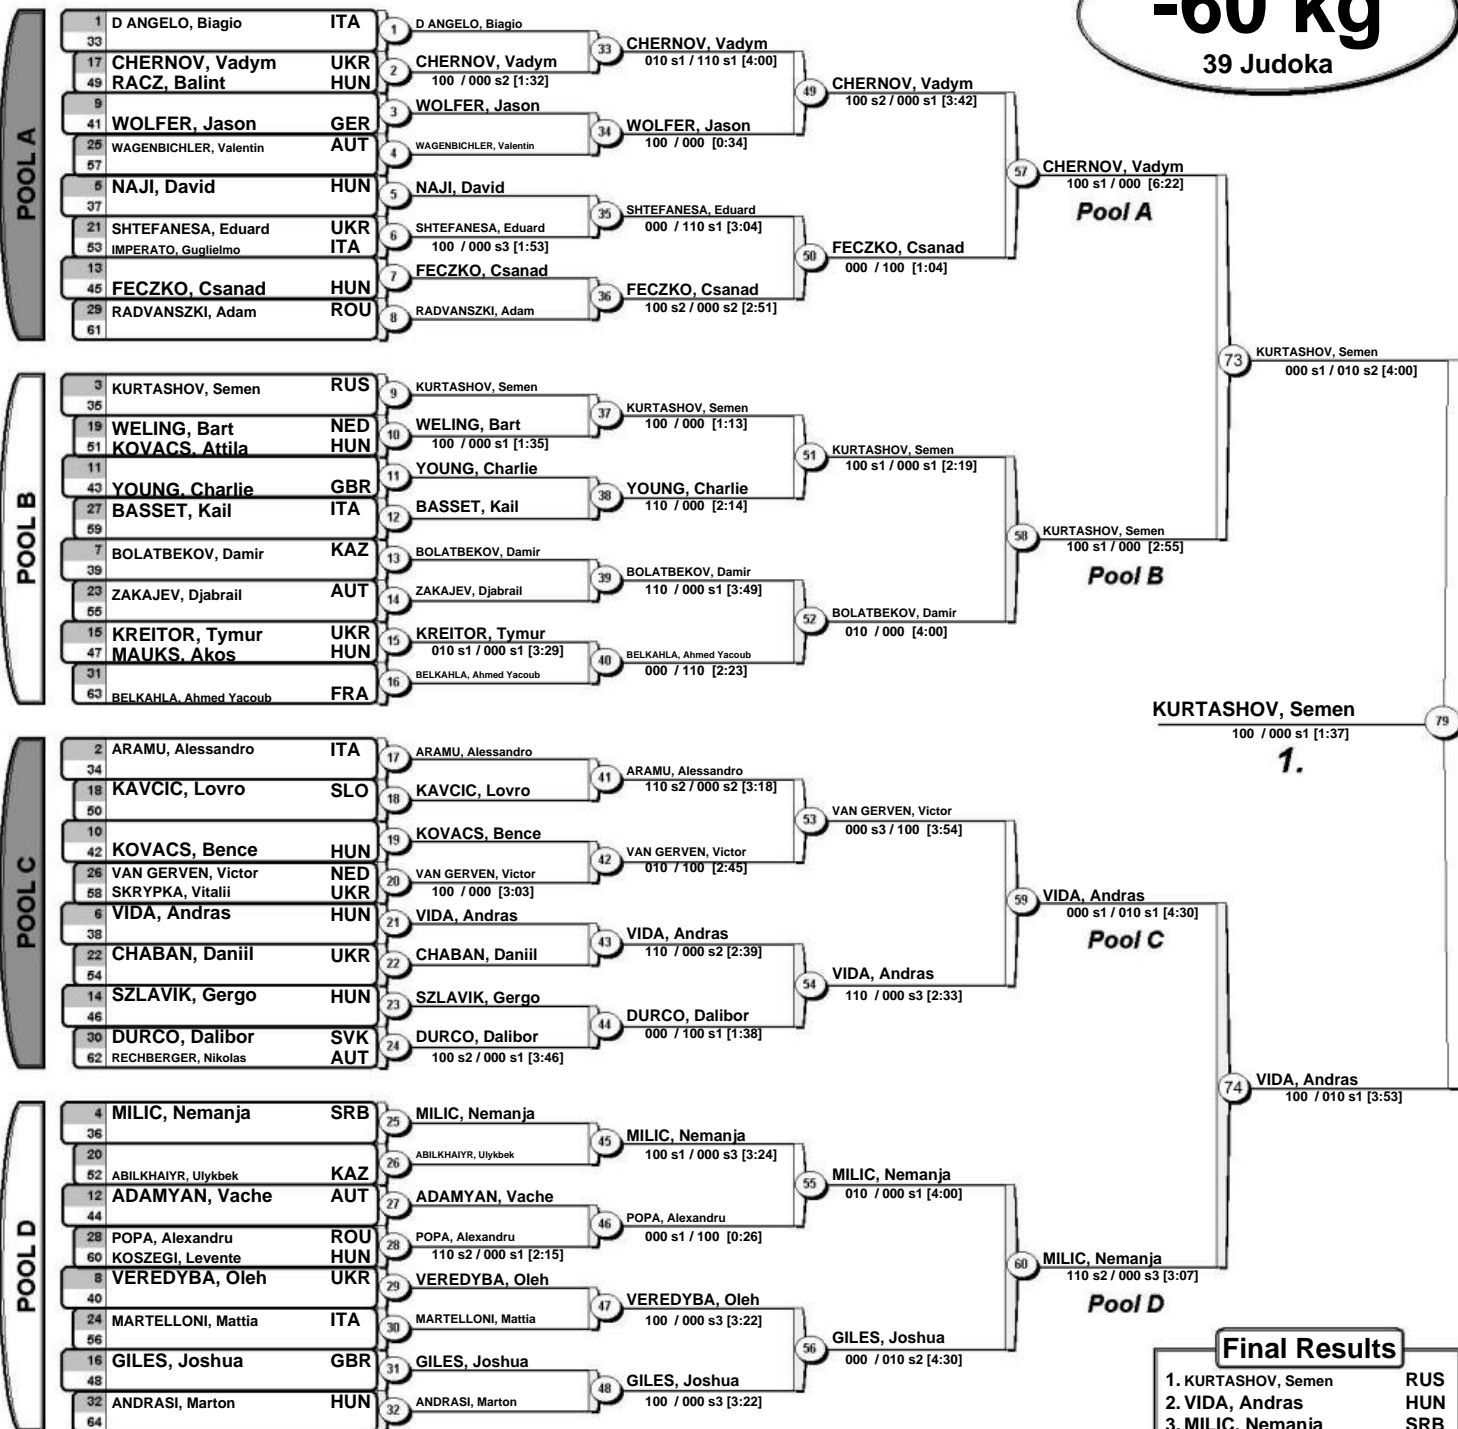 -60 kg
39 Judoka
POOL A
1 D ANGELO, Biagio ITA
33
17 CHERNOV, Vadym UKR
49 RACZ, Balint HUN
9
41 WOLFER, Jason GER
25 WAGENBICHLER, Valentin AUT
57
5 NAJI, David HUN
37
21 SHTEFANESA, Eduard UKR
53 IMPERATO, Guglielmo ITA
13
45 FECZKO, Csanad HUN
29 RADVANSZKI, Adam ROU
61
1 D ANGELO, Biagio
2 CHERNOV, Vadym
100 / 000 s2 [1:32]
3 WOLFER, Jason
4 WAGENBICHLER, Valentin
5 NAJI, David
6 SHTEFANESA, Eduard
100 / 000 s3 [1:53]
7 FECZKO, Csanad
8 RADVANSZKI, Adam
33 CHERNOV, Vadym
010 s1 / 110 s1 [4:00]
34 WOLFER, Jason
100 / 000 [0:34]
35 SHTEFANESA, Eduard
000 / 110 s1 [3:04]
36 FECZKO, Csanad
100 s2 / 000 s2 [2:51]
49 CHERNOV, Vadym
100 s2 / 000 s1 [3:42]
50 FECZKO, Csanad
000 / 100 [1:04]
57 CHERNOV, Vadym
100 s1 / 000 [6:22]
Pool A
POOL B
3 KURTASHOV, Semen RUS
35
19 WELING, Bart NED
51 KOVACS, Attila HUN
11
43 YOUNG, Charlie GBR
27 BASSET, Kail ITA
59
7 BOLATBEKOV, Damir KAZ
39
23 ZAKAJEV, Djabrail AUT
55
15 KREITOR, Tymur UKR
47 MAUKS, Akos HUN
31
63 BELKAHLA, Ahmed Yacoub FRA
9 KURTASHOV, Semen
10 WELING, Bart
100 / 000 s1 [1:35]
11 YOUNG, Charlie
12 BASSET, Kail
13 BOLATBEKOV, Damir
14 ZAKAJEV, Djabrail
15 KREITOR, Tymur
010 s1 / 000 s1 [3:29]
16 BELKAHLA, Ahmed Yacoub
37 KURTASHOV, Semen
100 / 000 [1:13]
38 YOUNG, Charlie
110 / 000 [2:14]
39 BOLATBEKOV, Damir
110 / 000 s1 [3:49]
40 BELKAHLA, Ahmed Yacoub
000 / 110 [2:23]
51 KURTASHOV, Semen
100 s1 / 000 s1 [2:19]
52 BOLATBEKOV, Damir
010 / 000 [4:00]
58 KURTASHOV, Semen
100 s1 / 000 [2:55]
Pool B
73 KURTASHOV, Semen
000 s1 / 010 s2 [4:00]
KURTASHOV, Semen 79
100 / 000 s1 [1:37]
1.
POOL C
2 ARAMU, Alessandro ITA
34
18 KAVCIC, Lovro SLO
50
10
42 KOVACS, Bence HUN
26 VAN GERVEN, Victor NED
58 SKRYPKA, Vitalii UKR
6 VIDA, Andras HUN
38
22 CHABAN, Daniil UKR
54
14 SZLAVIK, Gergo HUN
46
30 DURCO, Dalibor SVK
62 RECHBERGER, Nikolas AUT
17 ARAMU, Alessandro
18 KAVCIC, Lovro
19 KOVACS, Bence
20 VAN GERVEN, Victor
100 / 000 [3:03]
21 VIDA, Andras
22 CHABAN, Daniil
23 SZLAVIK, Gergo
24 DURCO, Dalibor
100 s2 / 000 s1 [3:46]
41 ARAMU, Alessandro
110 s2 / 000 s2 [3:18]
42 VAN GERVEN, Victor
010 / 100 [2:45]
43 VIDA, Andras
110 / 000 s2 [2:39]
44 DURCO, Dalibor
000 / 100 s1 [1:38]
53 VAN GERVEN, Victor
000 s3 / 100 [3:54]
54 VIDA, Andras
110 / 000 s3 [2:33]
59 VIDA, Andras
000 s1 / 010 s1 [4:30]
Pool C
74 VIDA, Andras
100 / 010 s1 [3:53]
POOL D
4 MILIC, Nemanja SRB
36
20
52 ABILKHAIYR, Ulykbek KAZ
12 ADAMYAN, Vache AUT
44
28 POPA, Alexandru ROU
60 KOSZEGI, Levente HUN
8 VEREDYBA, Oleh UKR
40
24 MARTELLONI, Mattia ITA
56
16 GILES, Joshua GBR
48
32 ANDRASI, Marton HUN
64
25 MILIC, Nemanja
26 ABILKHAIYR, Ulykbek
27 ADAMYAN, Vache
28 POPA, Alexandru
110 s2 / 000 s1 [2:15]
29 VEREDYBA, Oleh
30 MARTELLONI, Mattia
31 GILES, Joshua
32 ANDRASI, Marton
45 MILIC, Nemanja
100 s1 / 000 s3 [3:24]
46 POPA, Alexandru
000 s1 / 100 [0:26]
47 VEREDYBA, Oleh
100 / 000 s3 [3:22]
48 GILES, Joshua
100 / 000 s3 [3:22]
55 MILIC, Nemanja
010 / 000 s1 [4:00]
56 GILES, Joshua
000 / 010 s2 [4:30]
60 MILIC, Nemanja
110 s2 / 000 s3 [3:07]
Pool D
Final Results
1. KURTASHOV, Semen RUS
2. VIDA, Andras HUN
3. MILIC, Nemanja SRB